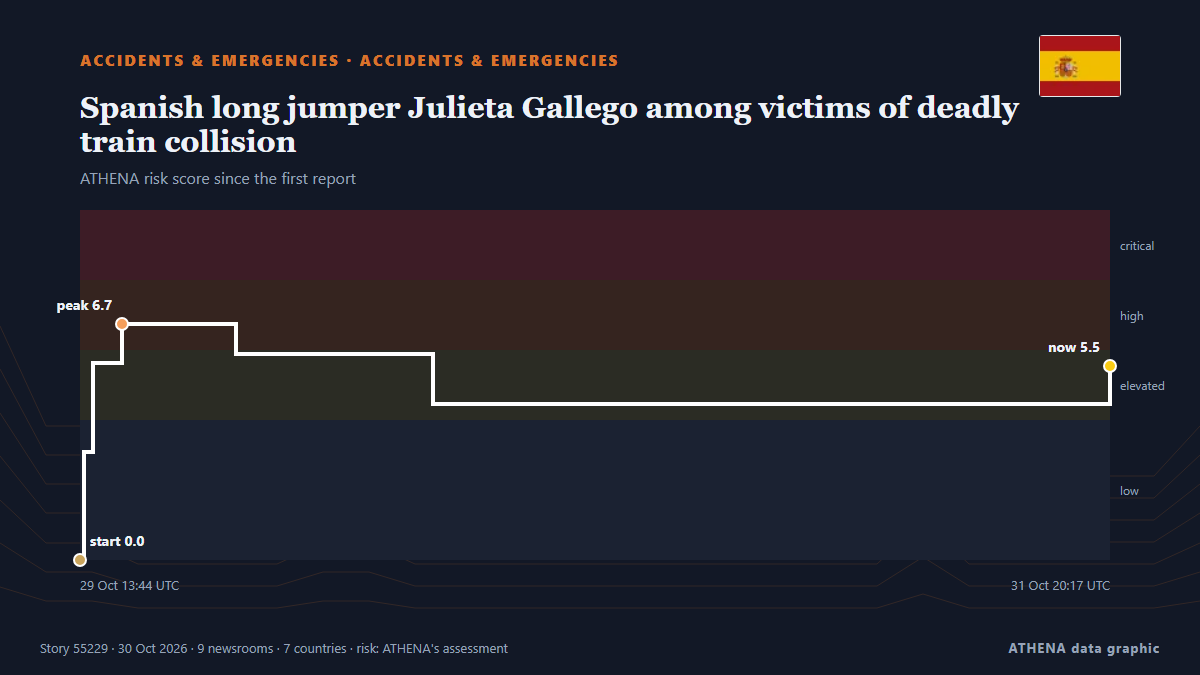 ACCIDENTS & EMERGENCIES · ACCIDENTS & EMERGENCIES
Spanish long jumper Julieta Gallego among victims of deadly
train collision
ATHENA risk score since the first report
critical
peak 6.7
high
now 5.5
elevated
low
start 0.0
29 Oct 13:44 UTC
31 Oct 20:17 UTC
Story 55229 · 30 Oct 2026 · 9 newsrooms · 7 countries · risk: ATHENA's assessment
ATHENA data graphic